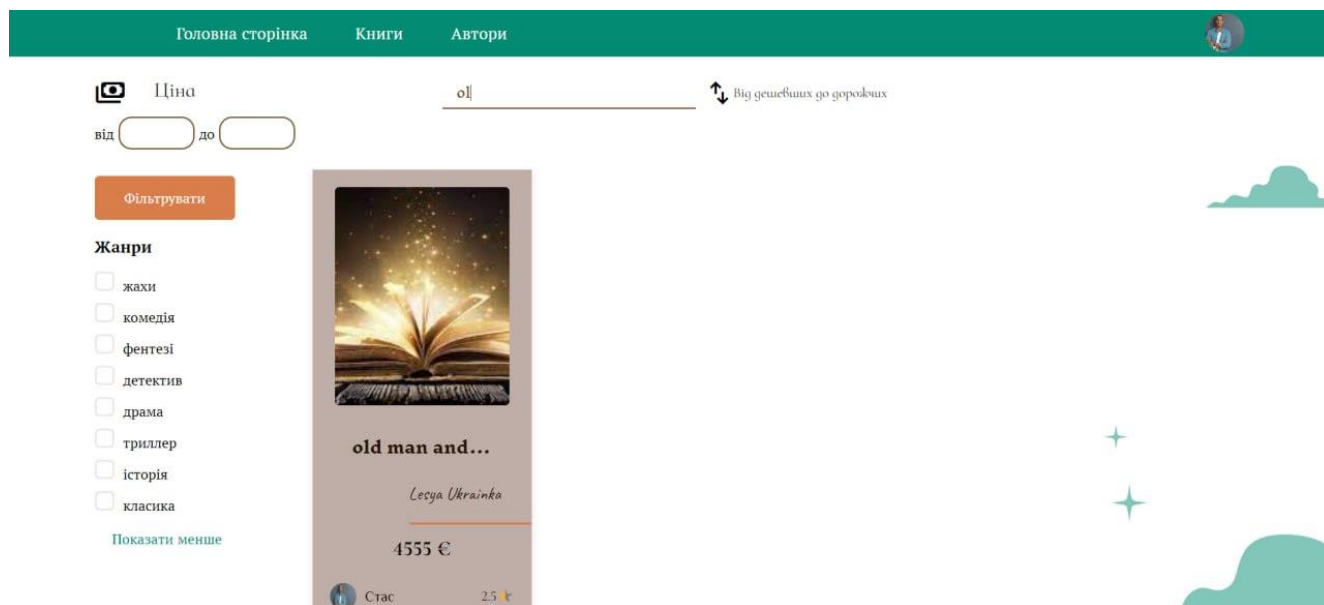 Головна сторінка Книги Автори
Ціна
ol
Від дешевших до дорожчих
від до
Фільтрувати
Жанри
жахи
комедія
фентезі
детектив
драма
триллер
історія
класика
Показати менше
old man and...
Lesya Ukrainka
4555 €
Стас 2.5